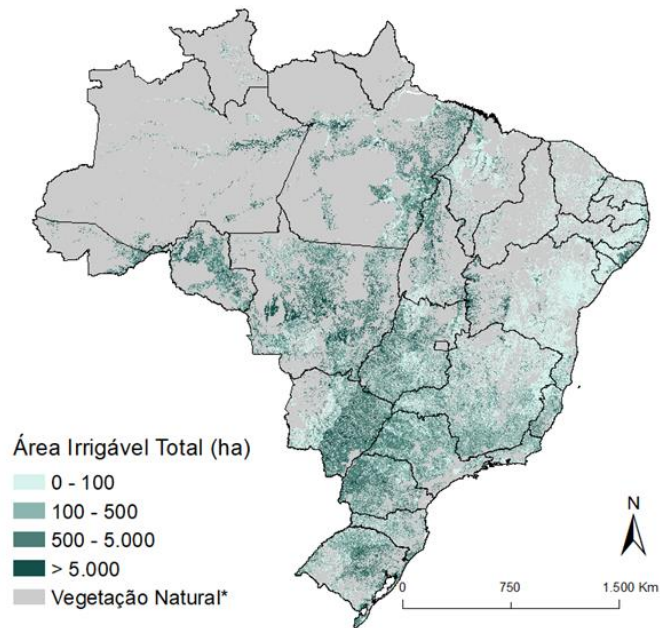 Área Irrigável Total (ha)
0 - 100
100 - 500
500 - 5.000
> 5.000
Vegetação Natural*
N
0 750 1.500 Km